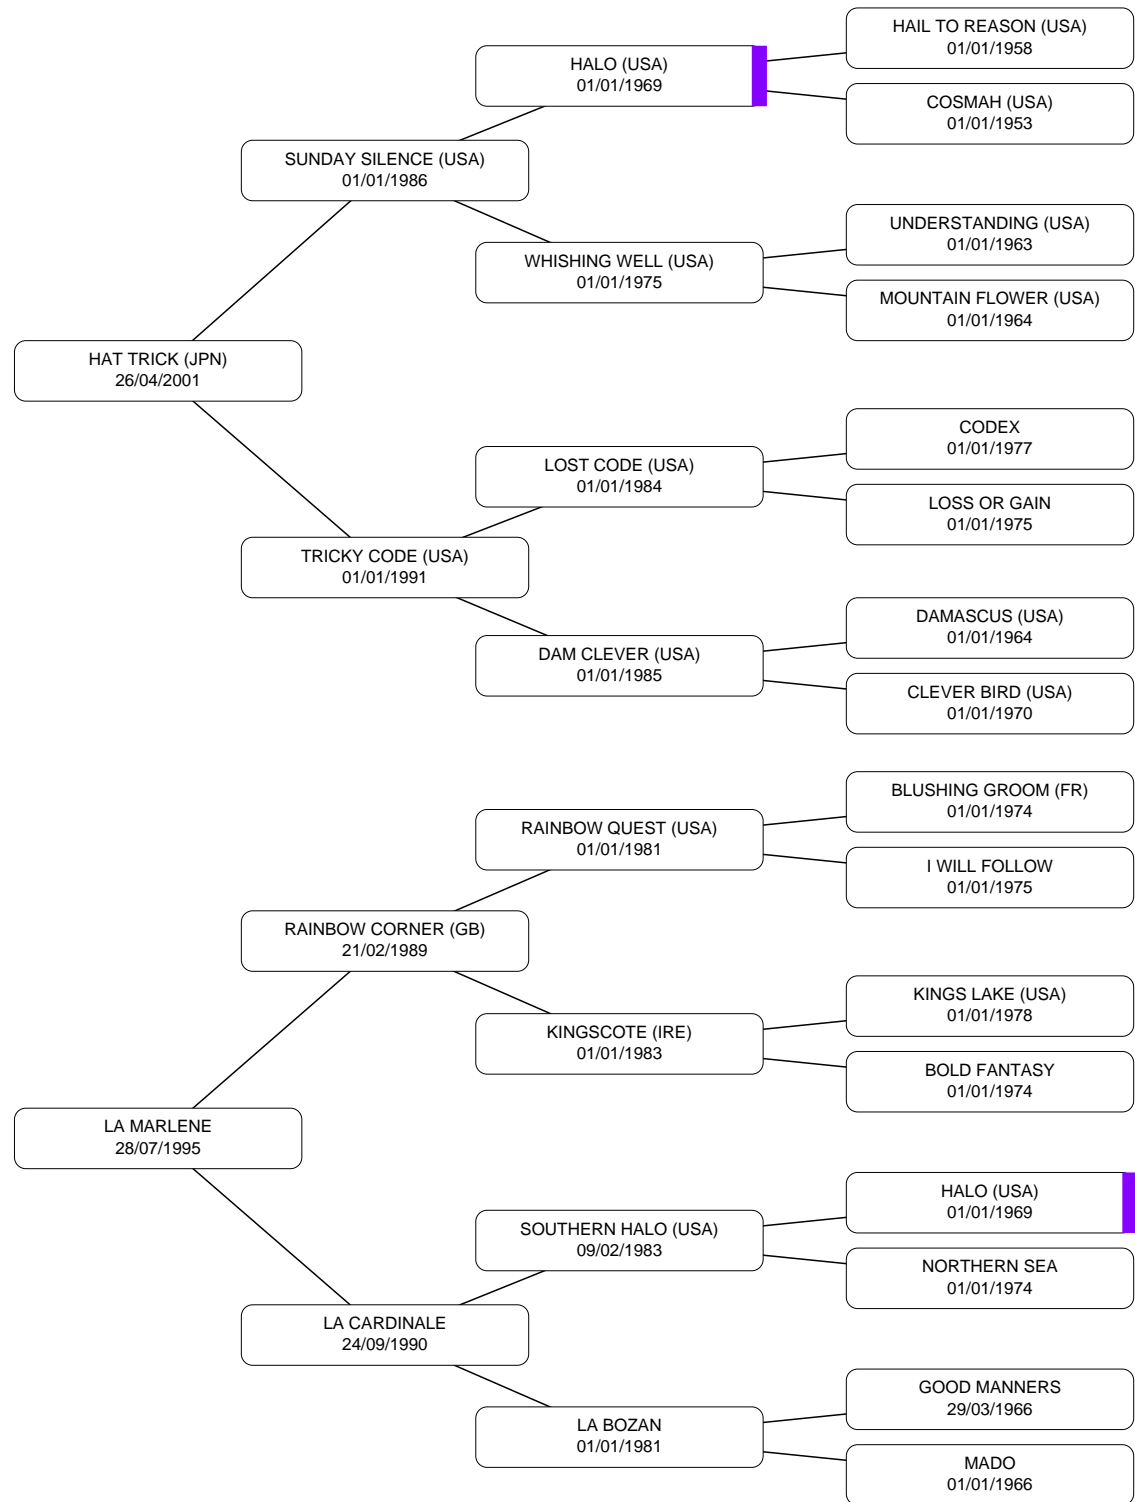 HAIL TO REASON (USA)
01/01/1958
HALO (USA)
01/01/1969
COSMAH (USA)
01/01/1953
SUNDAY SILENCE (USA)
01/01/1986
UNDERSTANDING (USA)
01/01/1963
WHISHING WELL (USA)
01/01/1975
MOUNTAIN FLOWER (USA)
01/01/1964
HAT TRICK (JPN)
26/04/2001
CODEX
01/01/1977
LOST CODE (USA)
01/01/1984
LOSS OR GAIN
01/01/1975
TRICKY CODE (USA)
01/01/1991
DAMASCUS (USA)
01/01/1964
DAM CLEVER (USA)
01/01/1985
CLEVER BIRD (USA)
01/01/1970
BLUSHING GROOM (FR)
01/01/1974
RAINBOW QUEST (USA)
01/01/1981
I WILL FOLLOW
01/01/1975
RAINBOW CORNER (GB)
21/02/1989
KINGS LAKE (USA)
01/01/1978
KINGSCOTE (IRE)
01/01/1983
BOLD FANTASY
01/01/1974
LA MARLENE
28/07/1995
HALO (USA)
01/01/1969
SOUTHERN HALO (USA)
09/02/1983
NORTHERN SEA
01/01/1974
LA CARDINALE
24/09/1990
GOOD MANNERS
29/03/1966
LA BOZAN
01/01/1981
MADO
01/01/1966